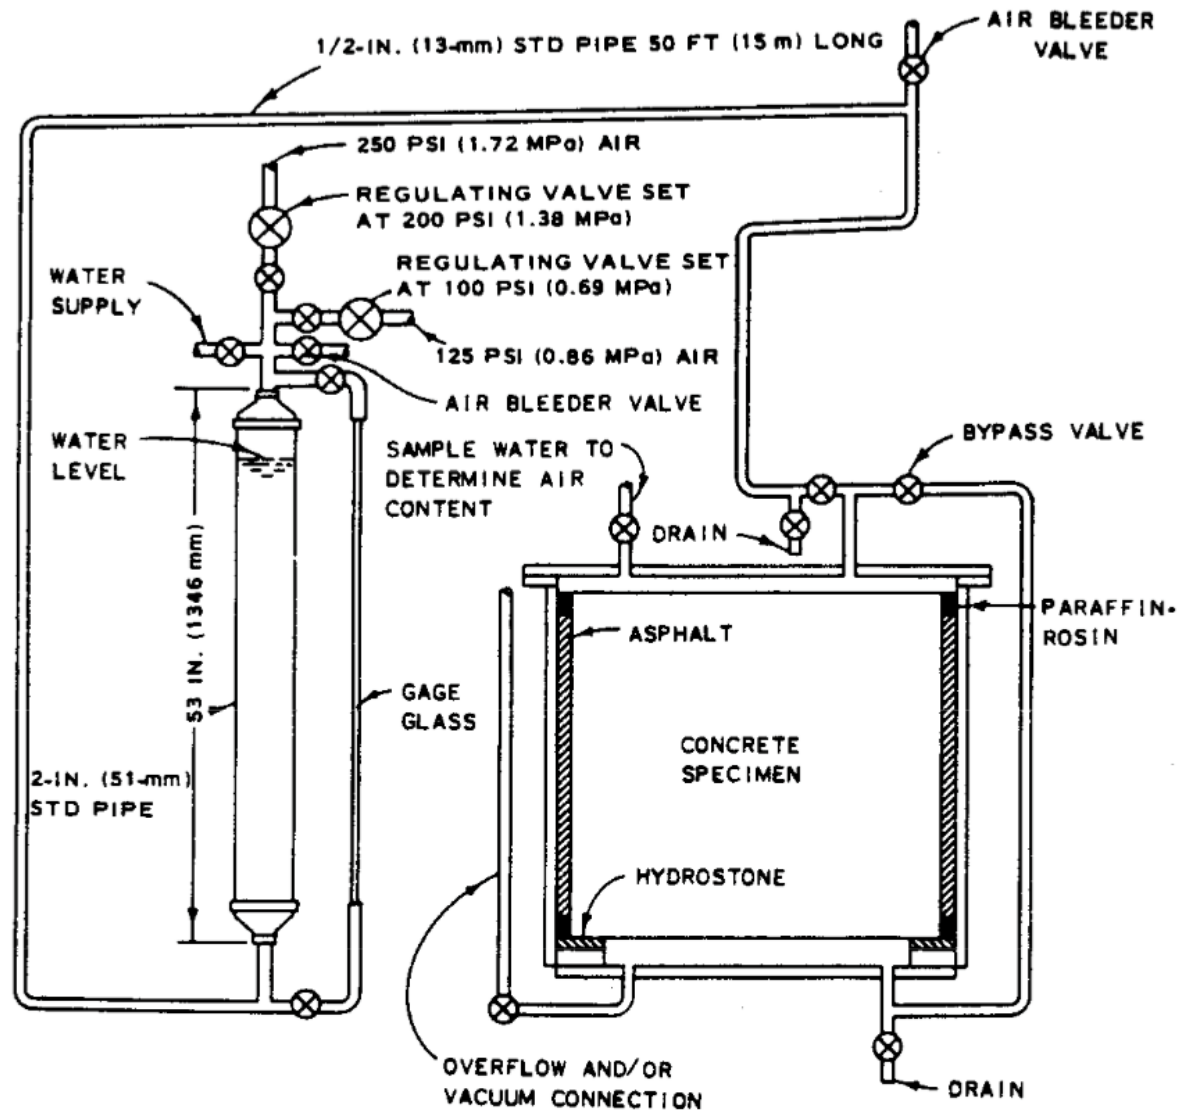 1/2-IN. (13-mm) STD PIPE 50 FT (15 m) LONG
AIR BLEEDER
VALVE
250 PSI (1.72 MPa) AIR
REGULATING VALVE SET
AT 200 PSI (1.38 MPa)
REGULATING VALVE SET
AT 100 PSI (0.69 MPa)
WATER
SUPPLY
125 PSI (0.86 MPa) AIR
AIR BLEEDER VALVE
WATER
LEVEL
SAMPLE WATER TO
DETERMINE AIR
CONTENT
BYPASS VALVE
DRAIN
53 IN. (1346 mm)
ASPHALT
PARAFFIN-
ROSIN
GAGE
GLASS
CONCRETE
SPECIMEN
2-IN. (51-mm)
STD PIPE
HYDROSTONE
OVERFLOW AND/OR
VACUUM CONNECTION
DRAIN